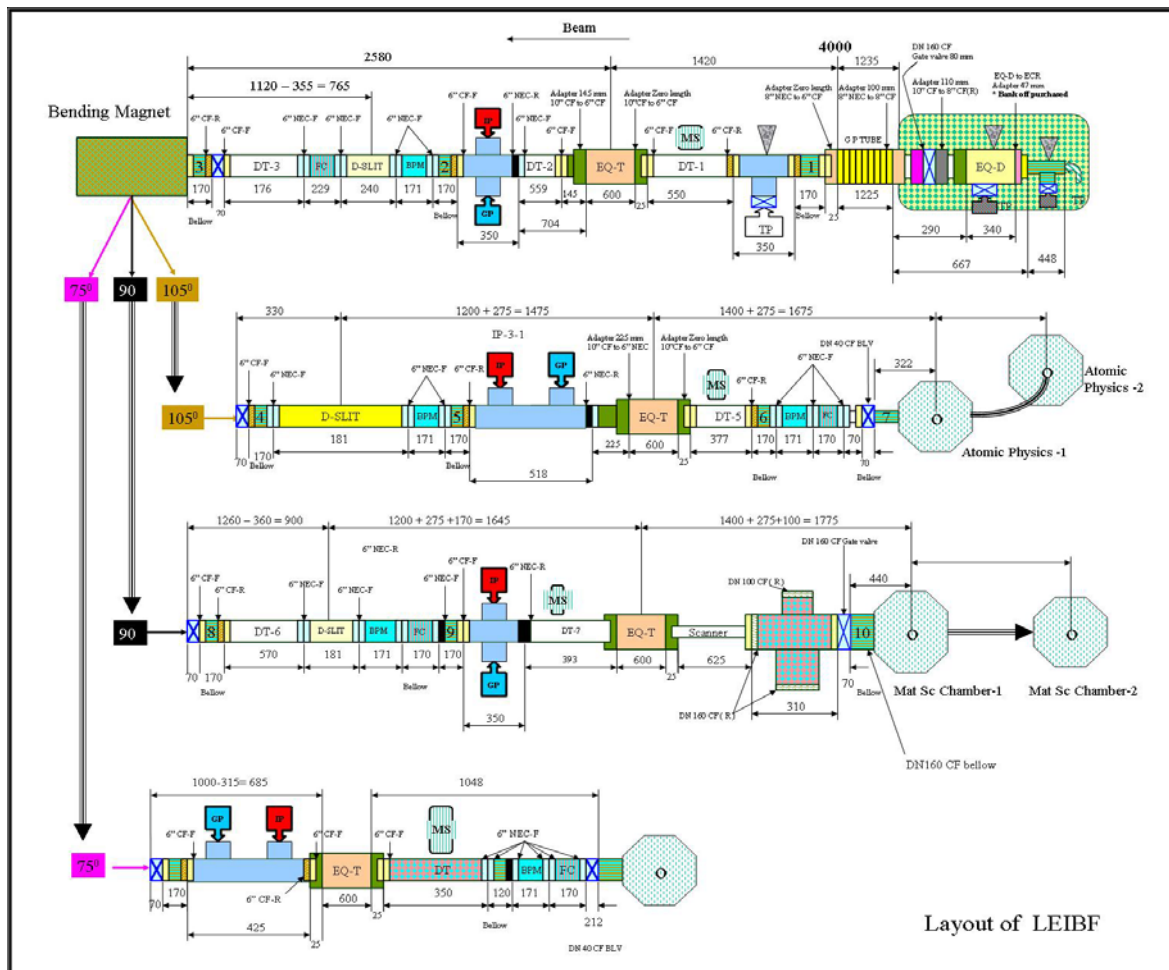 Beam
2580
4000
1420
1235
1120 – 355 = 765
DN 160 CF
Gate valve 80 mm
Adapter 110 mm
10" CF to 8" CF(R)
EQ-D to ECR
Adapter 47 mm
* Bank off purchased
Adapter 145 mm
10" CF to 6" CF
Adapter Zero length
10" CF to 6" CF
Adapter Zero length
8" NEC to 6" CF
Adapter 100 mm
8" NEC to 8" CF
Bending Magnet
6" CF-R
6" CF-F
6" NEC-F
6" NEC-F
6" NEC-F
6" CF-F
6" NEC-R
6" NEC-F
6" CF-F
6" CF-F
6" CF-R
IP
MS
G P TUBE
3
DT-3
FC
D-SLIT
BPM
2
DT-2
EQ-T
DT-1
1
EQ-D
GP
TP
TP
TP
170
70
176
229
240
171
170
559
145
600
25
550
170
25
1225
Bellow
Bellow
Bellow
350
704
350
290
340
667
448
75⁰
90
105⁰
330
1200 + 275 = 1475
1400 + 275 = 1675
IP-3-1
Adapter 225 mm
10" CF to 6" NEC
Adapter Zero length
10" CF to 6" CF
DN 40 CF BLV
6" CF-F
6" NEC-F
6" NEC-F
6" CF-R
IP
GP
6" NEC-R
MS
6" CF-R
6" NEC-F
322
Atomic
Physics -2
105⁰
4
D-SLIT
BPM
5
EQ-T
DT-5
6
BPM
FC
7
70
170
181
171
170
225
600
25
377
170
171
170
70
70
Bellow
Bellow
Bellow
Bellow
518
Atomic Physics -1
1260 – 360 = 900
1200 + 275 +170 = 1645
1400 + 275+100 = 1775
6" NEC-R
DN 160 CF Gate valve
6" CF-F
6" CF-R
6" NEC-F
6" NEC-F
6" NEC-F
6" CF-F
IP
6" NEC-R
MS
DN 100 CF ( R )
440
90
8
DT-6
D-SLIT
BPM
FC
9
DT-7
EQ-T
Scanner
10
70
170
570
181
171
170
170
393
600
25
625
70
Bellow
Bellow
Bellow
GP
350
DN 160 CF ( R )
310
Mat Sc Chamber-1
Mat Sc Chamber-2
DN160 CF bellow
1000-315= 685
1048
GP
IP
MS
6" CF-F
6" CF-F
6" CF-F
6" NEC-F
75⁰
EQ-T
DT
BPM
FC
70
170
6" CF-R
600
25
350
120
171
170
212
Bellow
425
25
DN 40 CF BLV
Layout of LEIBF